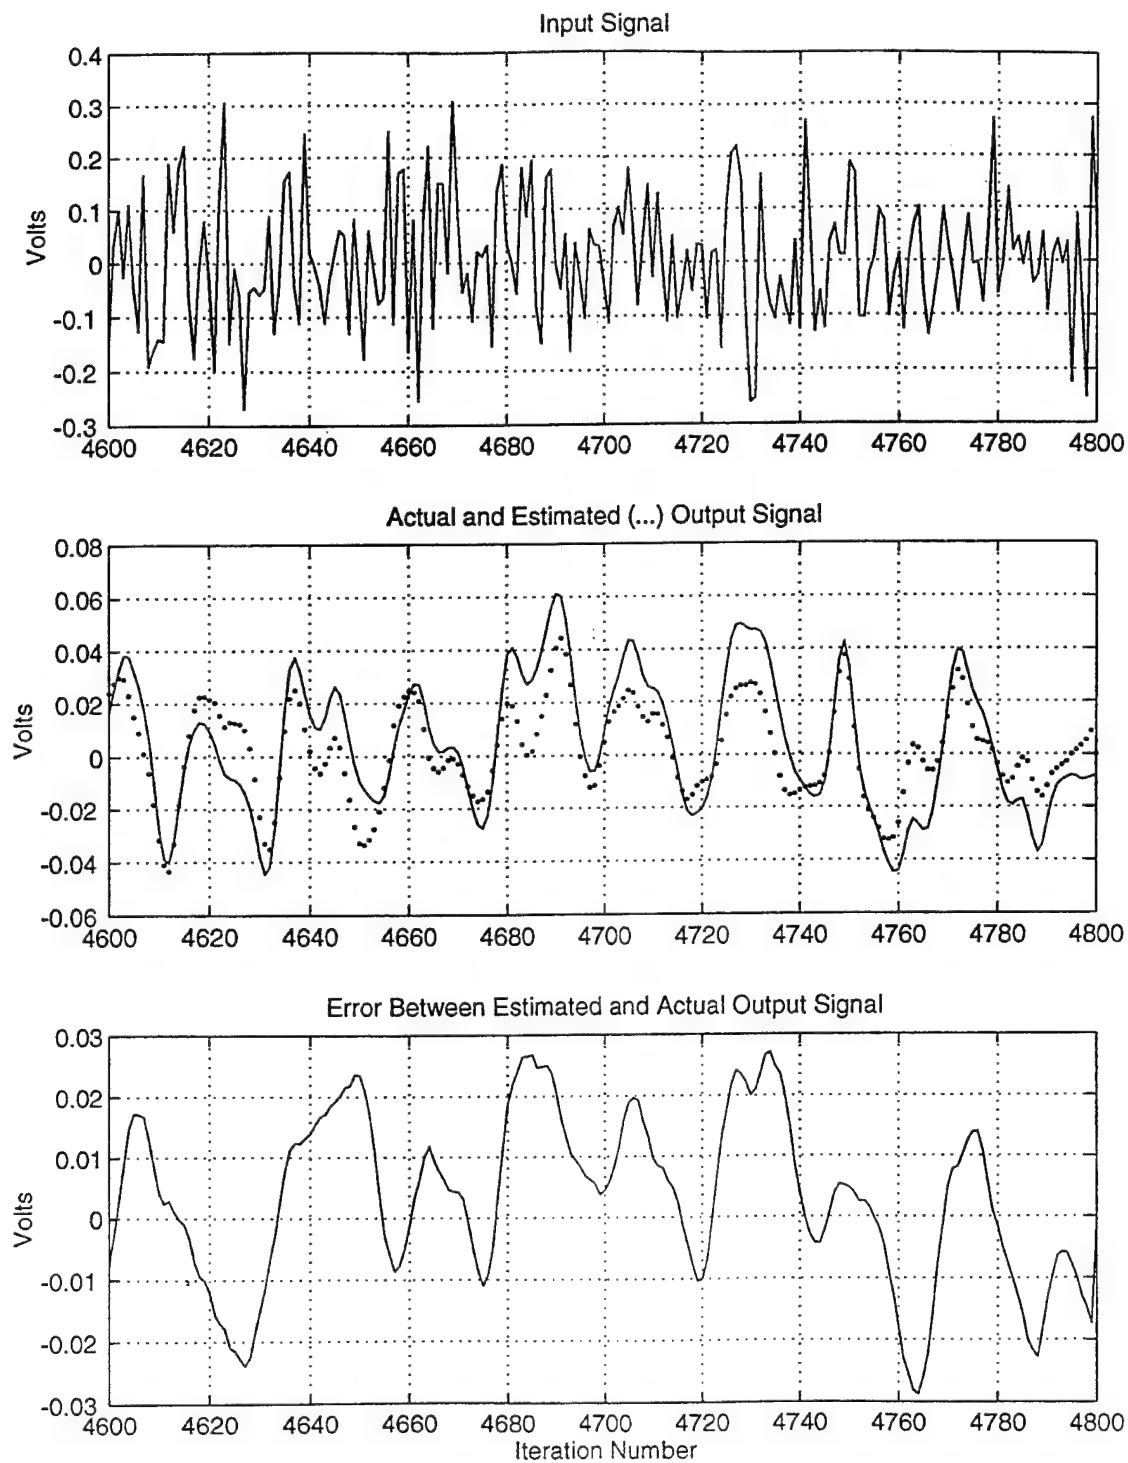 Input Signal
0.4
0.3
0.2
0.1
0
-0.1
-0.2
-0.3
Volts
4600 4620 4640 4660 4680 4700 4720 4740 4760 4780 4800
Actual and Estimated (...) Output Signal
0.08
0.06
0.04
0.02
0
-0.02
-0.04
-0.06
Volts
4600 4620 4640 4660 4680 4700 4720 4740 4760 4780 4800
Error Between Estimated and Actual Output Signal
0.03
0.02
0.01
0
-0.01
-0.02
-0.03
Volts
4600 4620 4640 4660 4680 4700 4720 4740 4760 4780 4800
Iteration Number